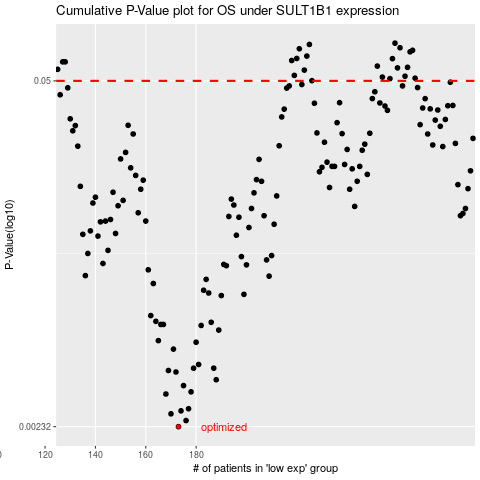 Cumulative P-Value plot for OS under SULT1B1 expression
P-Value(log10)
0.05
0.00232
optimized
0
120
140
160
180
# of patients in 'low exp' group